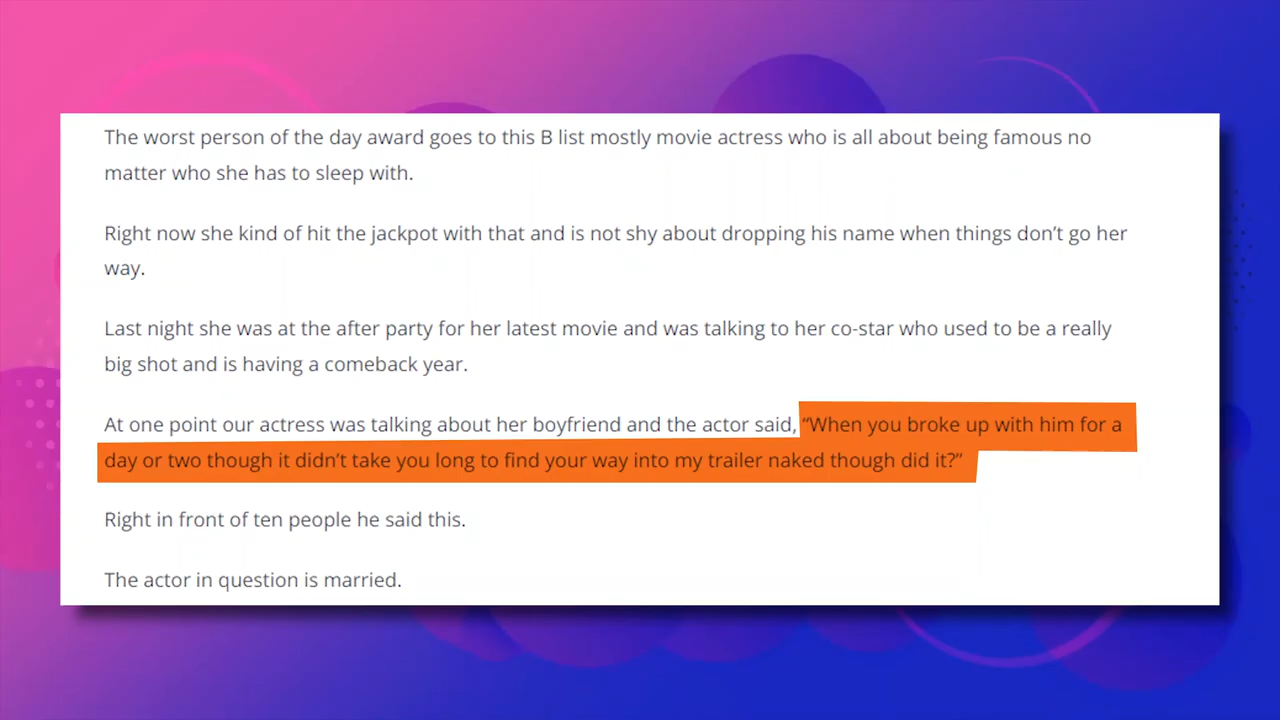 The worst person of the day award goes to this B list mostly movie actress who is all about being famous no
matter who she has to sleep with.
Right now she kind of hit the jackpot with that and is not shy about dropping his name when things don’t go her
way.
Last night she was at the after party for her latest movie and was talking to her co-star who used to be a really
big shot and is having a comeback year.
At one point our actress was talking about her boyfriend and the actor said, “When you broke up with him for a
day or two though it didn’t take you long to find your way into my trailer naked though did it?”
Right in front of ten people he said this.
The actor in question is married.